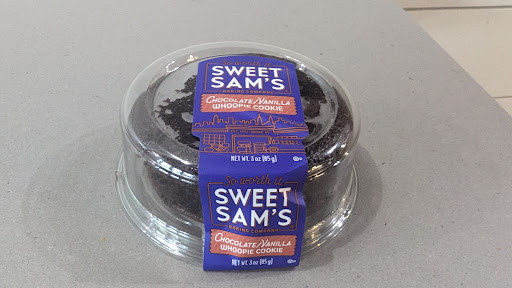 So worth it
SWEET
SAM'S
BAKING COMPANY
CHOCOLATE/VANILLA
WHOOPIE COOKIE
NET WT. 3 oz (85g)
So worth it
SWEET
SAM'S
BAKING COMPANY
CHOCOLATE/VANILLA
WHOOPIE COOKIE
NET WT. 3 oz (85g)